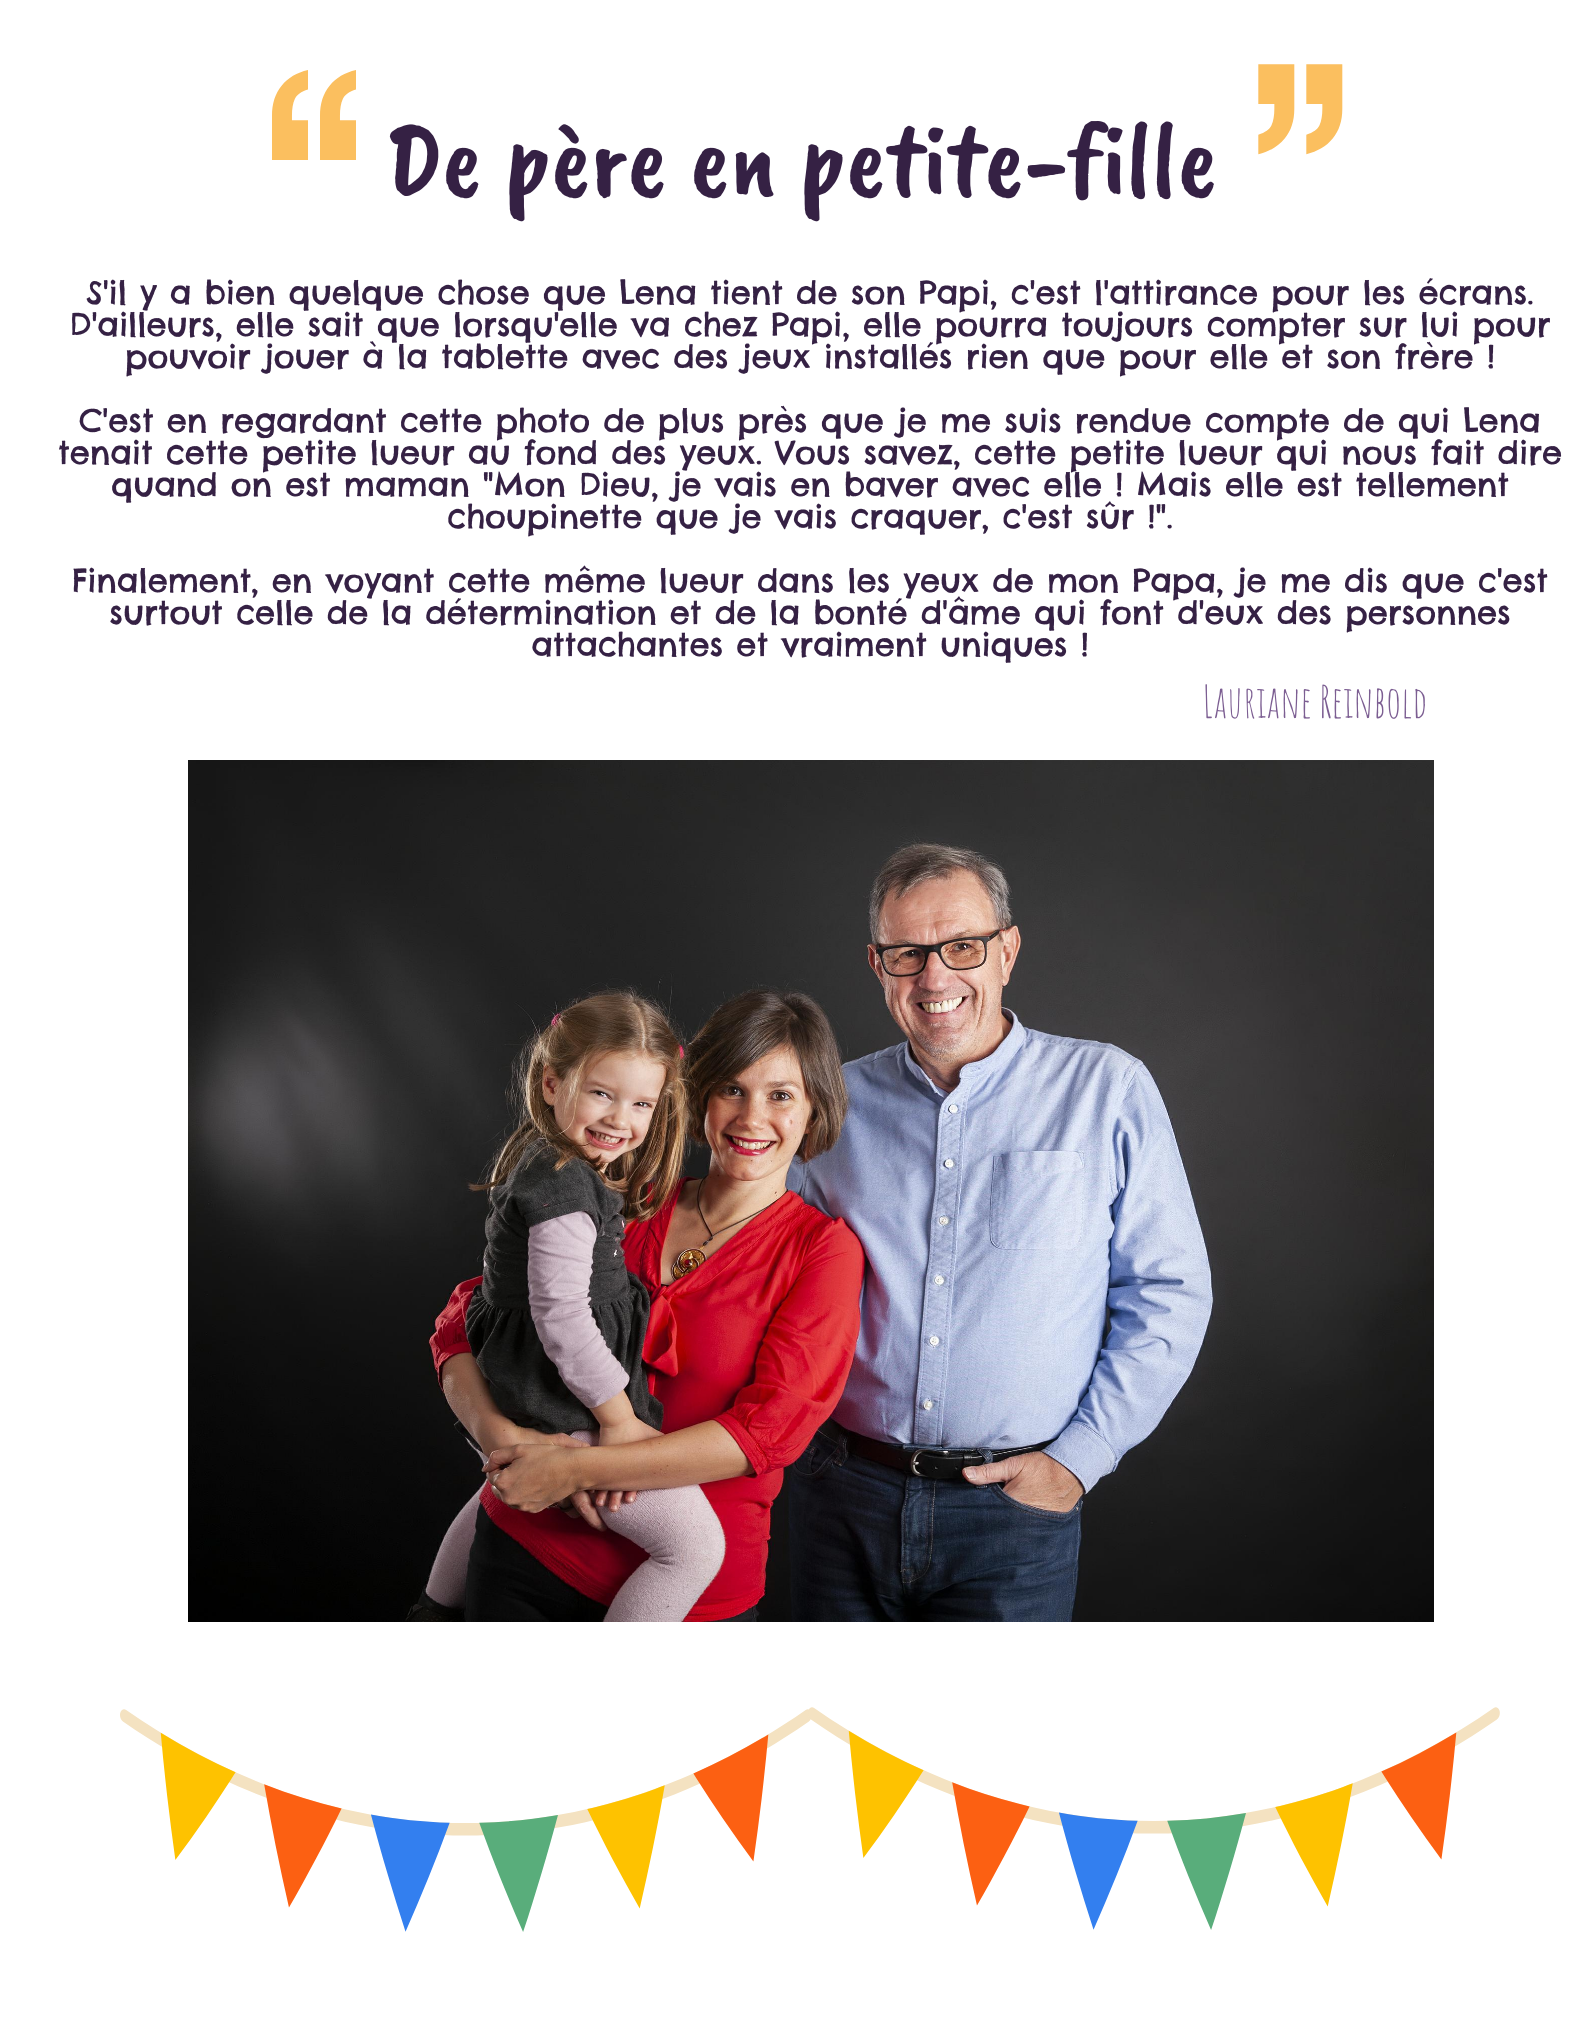 “ De père en petite-fille ”
S'il y a bien quelque chose que Lena tient de son Papi, c'est l'attirance pour les écrans.
D'ailleurs, elle sait que lorsqu'elle va chez Papi, elle pourra toujours compter sur lui pour
pouvoir jouer à la tablette avec des jeux installés rien que pour elle et son frère !
C'est en regardant cette photo de plus près que je me suis rendue compte de qui Lena
tenait cette petite lueur au fond des yeux. Vous savez, cette petite lueur qui nous fait dire
quand on est maman "Mon Dieu, je vais en baver avec elle ! Mais elle est tellement
choupinette que je vais craquer, c'est sûr !".
Finalement, en voyant cette même lueur dans les yeux de mon Papa, je me dis que c'est
surtout celle de la détermination et de la bonté d'âme qui font d'eux des personnes
attachantes et vraiment uniques !
Lauriane Reinbold